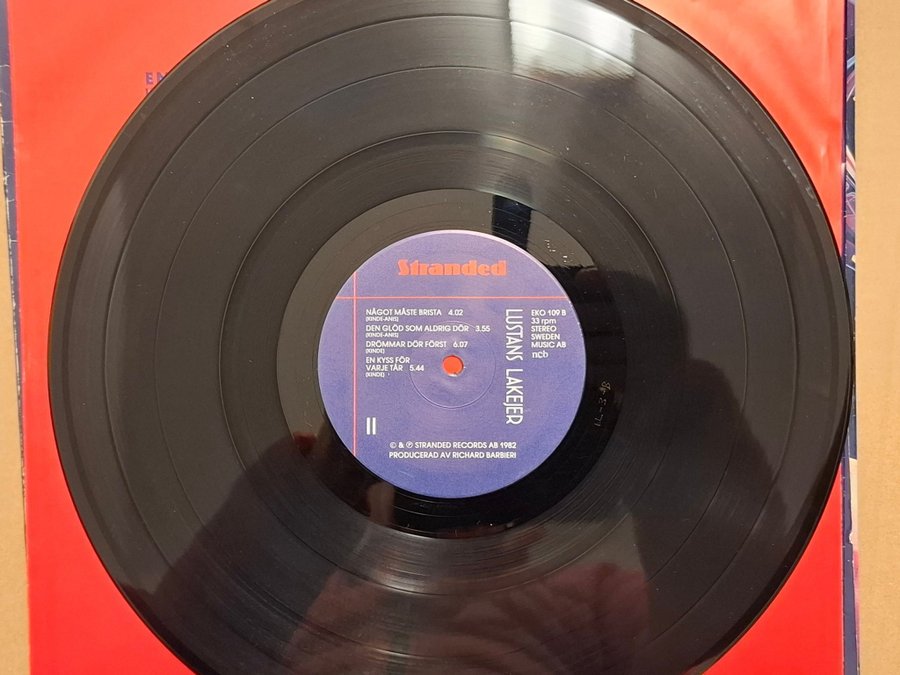 EN
Stranded
NÅGOT MÅSTE BRISTA 4.02
(KINDE-ANIS)
DEN GLÖD SOM ALDRIG DÖR 3.55
(KINDE-ANIS)
DRÖMMAR DÖR FÖRST 6.07
(KINDE)
EN KYSS FÖR
VARJE TÅR 5.44
(KINDE)
II
LUSTANS LAKEJER
EKO 109 B
33 rpm
STEREO
SWEDEN
MUSIC AB
ncb
© & ℗ STRANDED RECORDS AB 1982
PRODUCERAD AV RICHARD BARBIERI